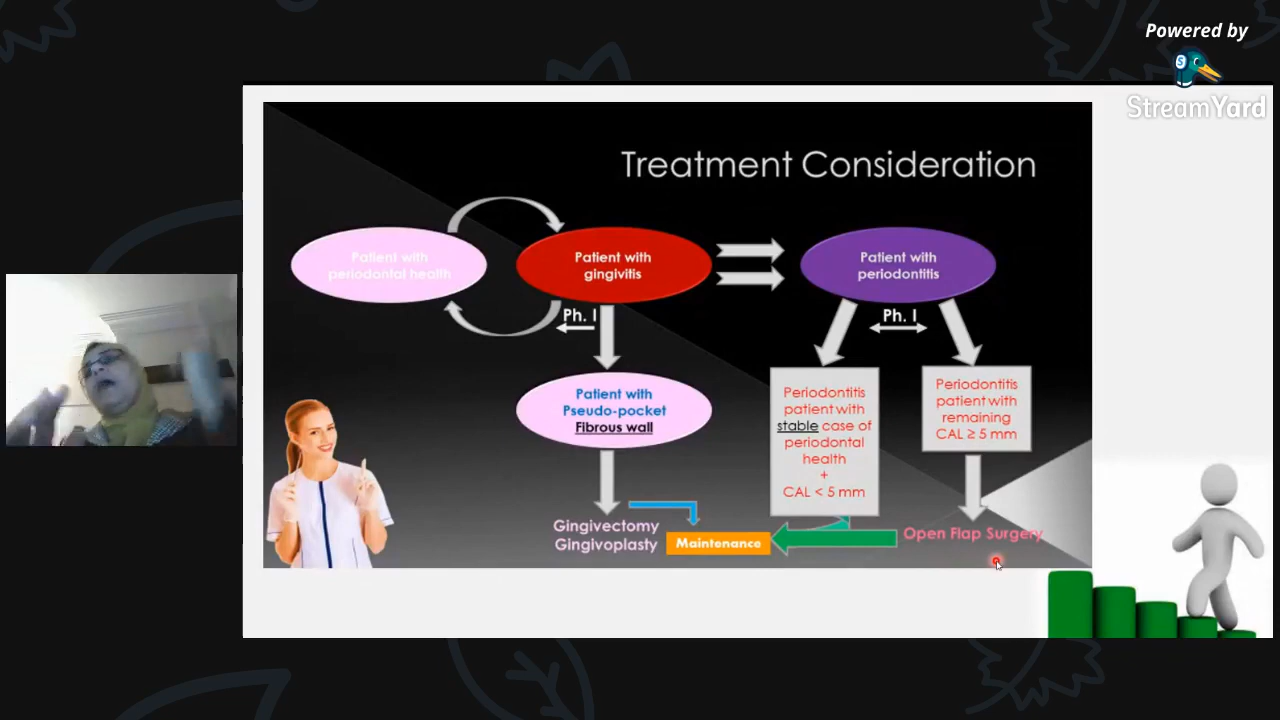 Powered by
StreamYard
Treatment Consideration
Patient with
periodontal health
Patient with
gingivitis
Patient with
periodontitis
Ph. I
Ph. I
Patient with
Pseudo-pocket
Fibrous wall
Periodontitis
patient with
stable case of
periodontal
health
+
CAL < 5 mm
Periodontitis
patient with
remaining
CAL ≥ 5 mm
Gingivectomy
Gingivoplasty
Maintenance
Open Flap Surgery